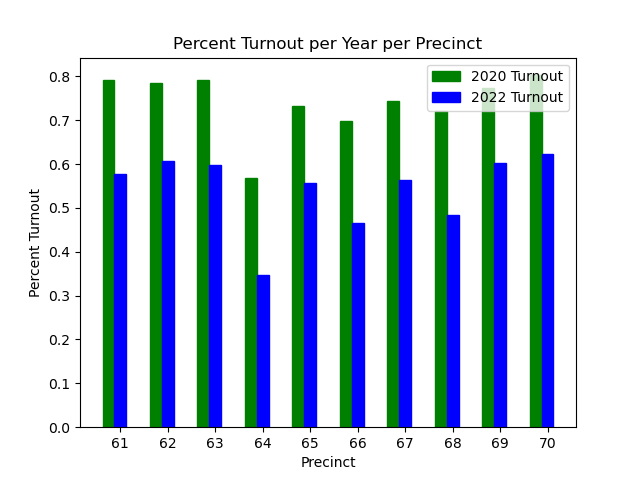 Percent Turnout per Year per Precinct
2020 Turnout
2022 Turnout
Percent Turnout
0.8
0.7
0.6
0.5
0.4
0.3
0.2
0.1
0.0
61 62 63 64 65 66 67 68 69 70
Precinct